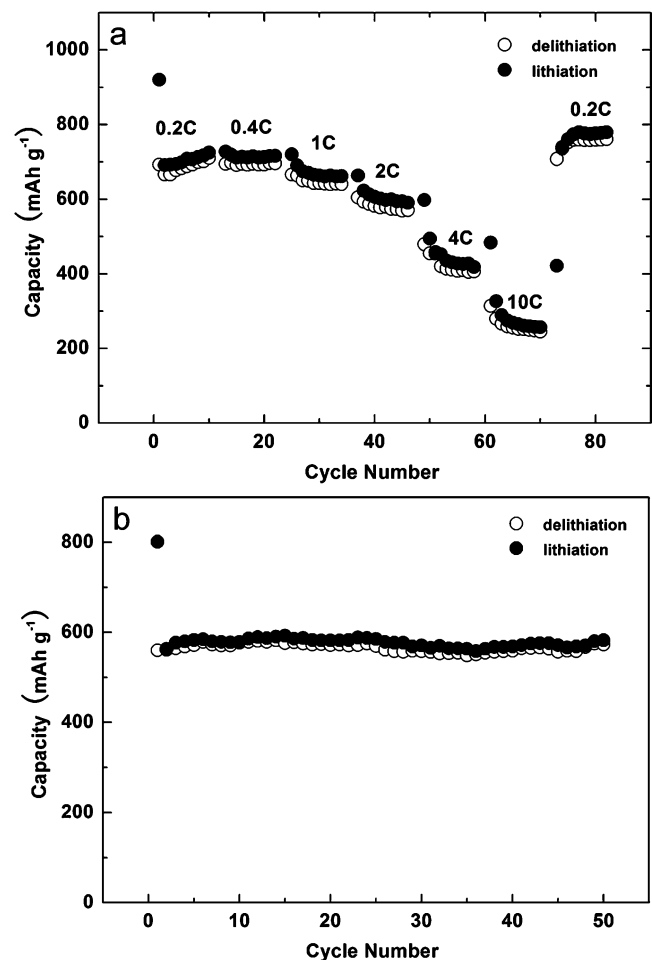 a
1000
800
600
400
200
0
Capacity (mAh g⁻¹)
delithiation
lithiation
0.2C
0.4C
1C
2C
4C
10C
0.2C
0
20
40
60
80
Cycle Number
b
800
600
400
200
0
Capacity (mAh g⁻¹)
delithiation
lithiation
0
10
20
30
40
50
Cycle Number